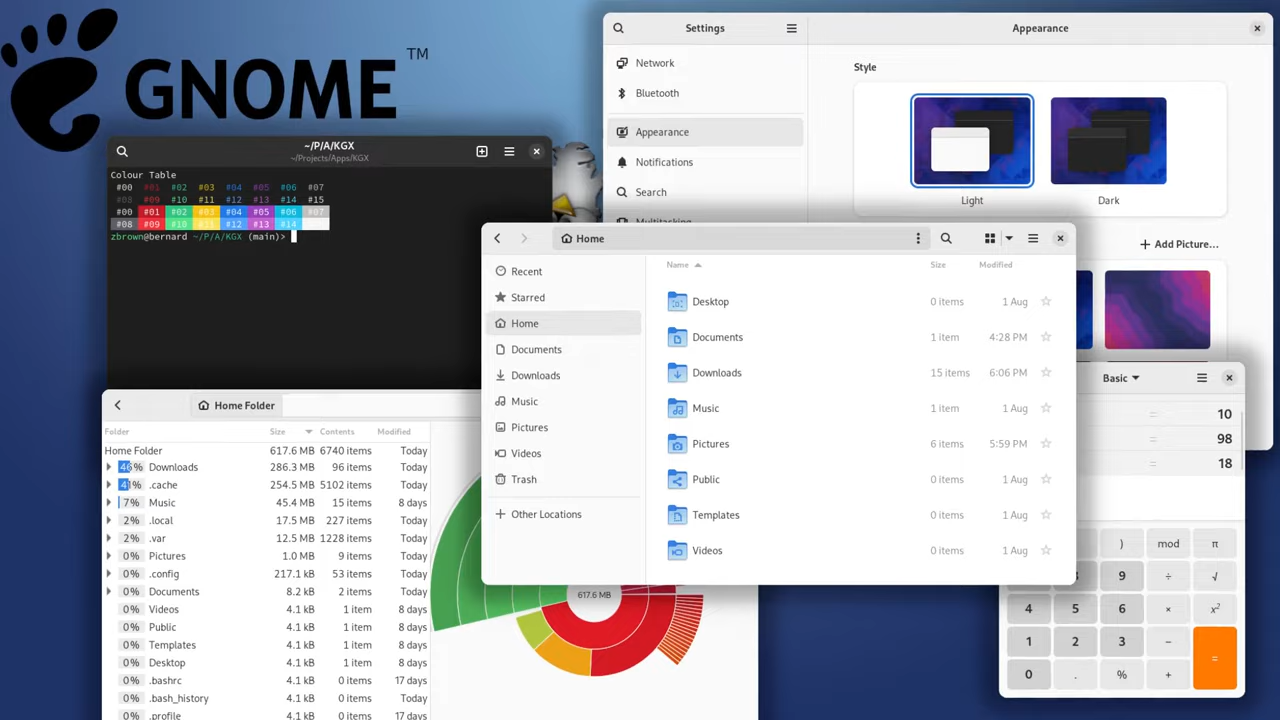 GNOME™
~/P/A/KGX
~/Projects/Apps/KGX
Colour Table
#00 #01 #02 #03 #04 #05 #06 #07
#08 #09 #10 #11 #12 #13 #14 #15
#00 #01 #02 #03 #04 #05 #06 #07
#08 #09 #10 #11 #12 #13 #14
zbrown@bernard ~/P/A/KGX (main)>
Settings
Network
Bluetooth
Appearance
Notifications
Search
Multitasking
Appearance
Style
Light
Dark
Add Picture...
Home
Recent
Starred
Home
Documents
Downloads
Music
Pictures
Videos
Trash
Other Locations
Name Size Modified
Desktop 0 items 1 Aug
Documents 1 item 4:28 PM
Downloads 15 items 6:06 PM
Music 1 item 1 Aug
Pictures 6 items 5:59 PM
Public 0 items 1 Aug
Templates 0 items 1 Aug
Videos 0 items 1 Aug
Home Folder
Folder Size Contents Modified
Home Folder 617.6 MB 6740 items Today
46% Downloads 286.3 MB 96 items Today
41% .cache 254.5 MB 5102 items Today
7% Music 45.4 MB 15 items 8 days
2% .local 17.5 MB 227 items Today
2% .var 12.5 MB 1228 items Today
0% Pictures 1.0 MB 9 items Today
0% .config 217.1 kB 53 items Today
0% Documents 8.2 kB 2 items Today
0% Videos 4.1 kB 1 item 8 days
0% Public 4.1 kB 1 item 8 days
0% Templates 4.1 kB 1 item 8 days
0% Desktop 4.1 kB 1 item 8 days
0% .bashrc 4.1 kB 0 items 17 days
0% .bash_history 4.1 kB 0 items Today
0% .profile 4.1 kB 0 items 17 days
617.6 MB
Basic
= 10
= 98
= 18
) mod π
9 ÷ √
4 5 6 × x²
1 2 3 − =
0 . % +